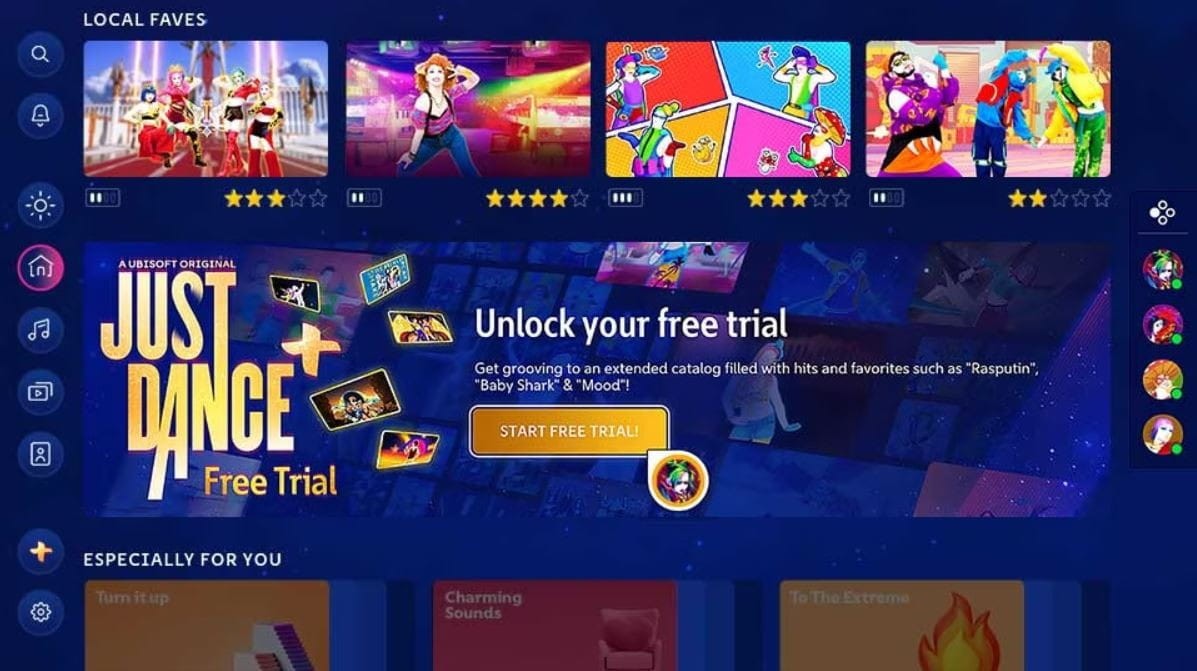 LOCAL FAVES
A UBISOFT ORIGINAL
JUST
DANCE
+
Free Trial
Unlock your free trial
Get grooving to an extended catalog filled with hits and favorites such as "Rasputin",
"Baby Shark" & "Mood"!
START FREE TRIAL!
ESPECIALLY FOR YOU
Turn it up
Charming
Sounds
To The Extreme